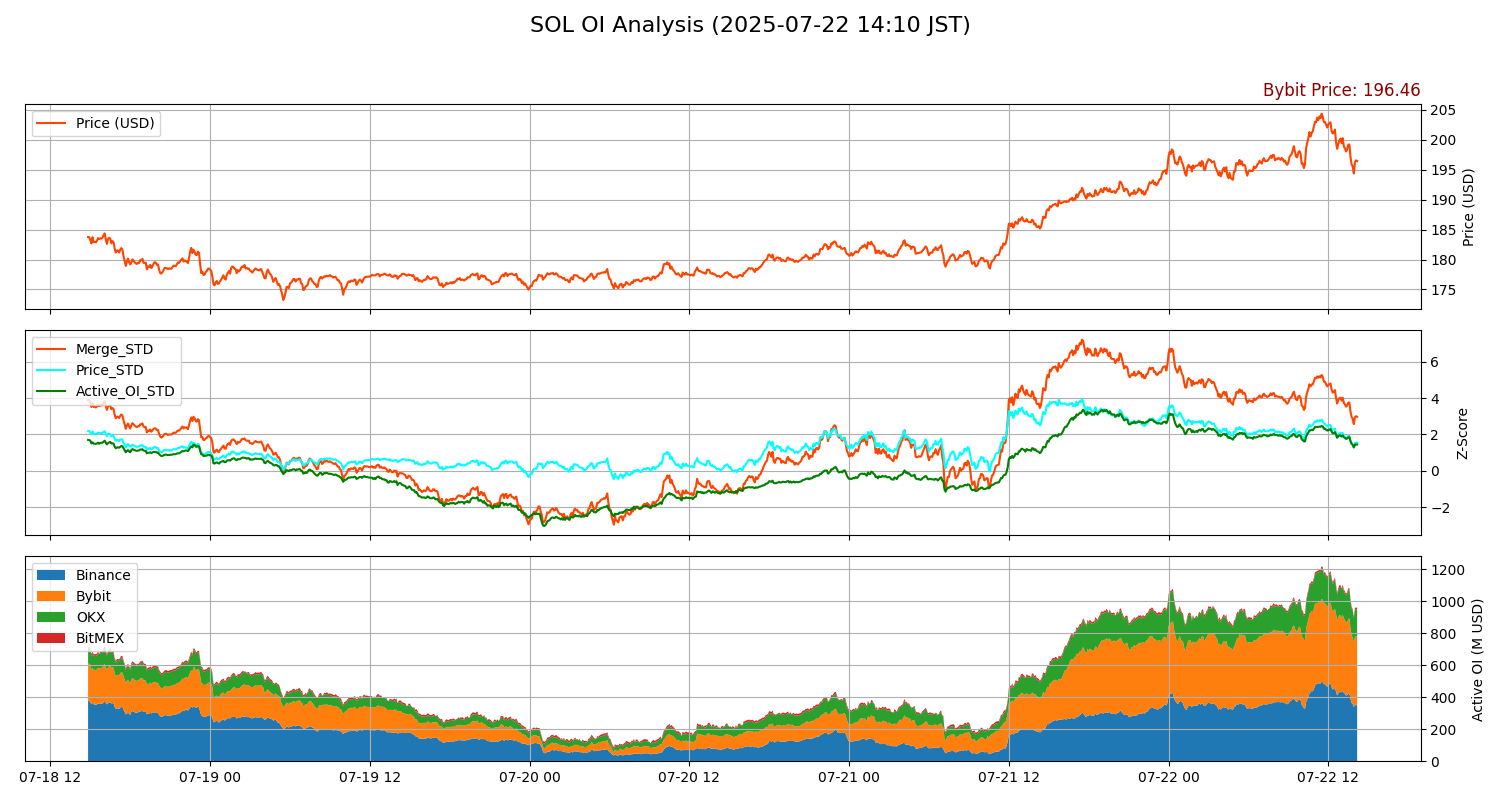 SOL OI Analysis (2025-07-22 14:10 JST)
Bybit Price: 196.46
Price (USD)
205
200
195
190
185
180
175
Price (USD)
Merge_STD
Price_STD
Active_OI_STD
6
4
2
0
−2
Z-Score
Binance
Bybit
OKX
BitMEX
1200
1000
800
600
400
200
0
Active OI (M USD)
07-18 12
07-19 00
07-19 12
07-20 00
07-20 12
07-21 00
07-21 12
07-22 00
07-22 12